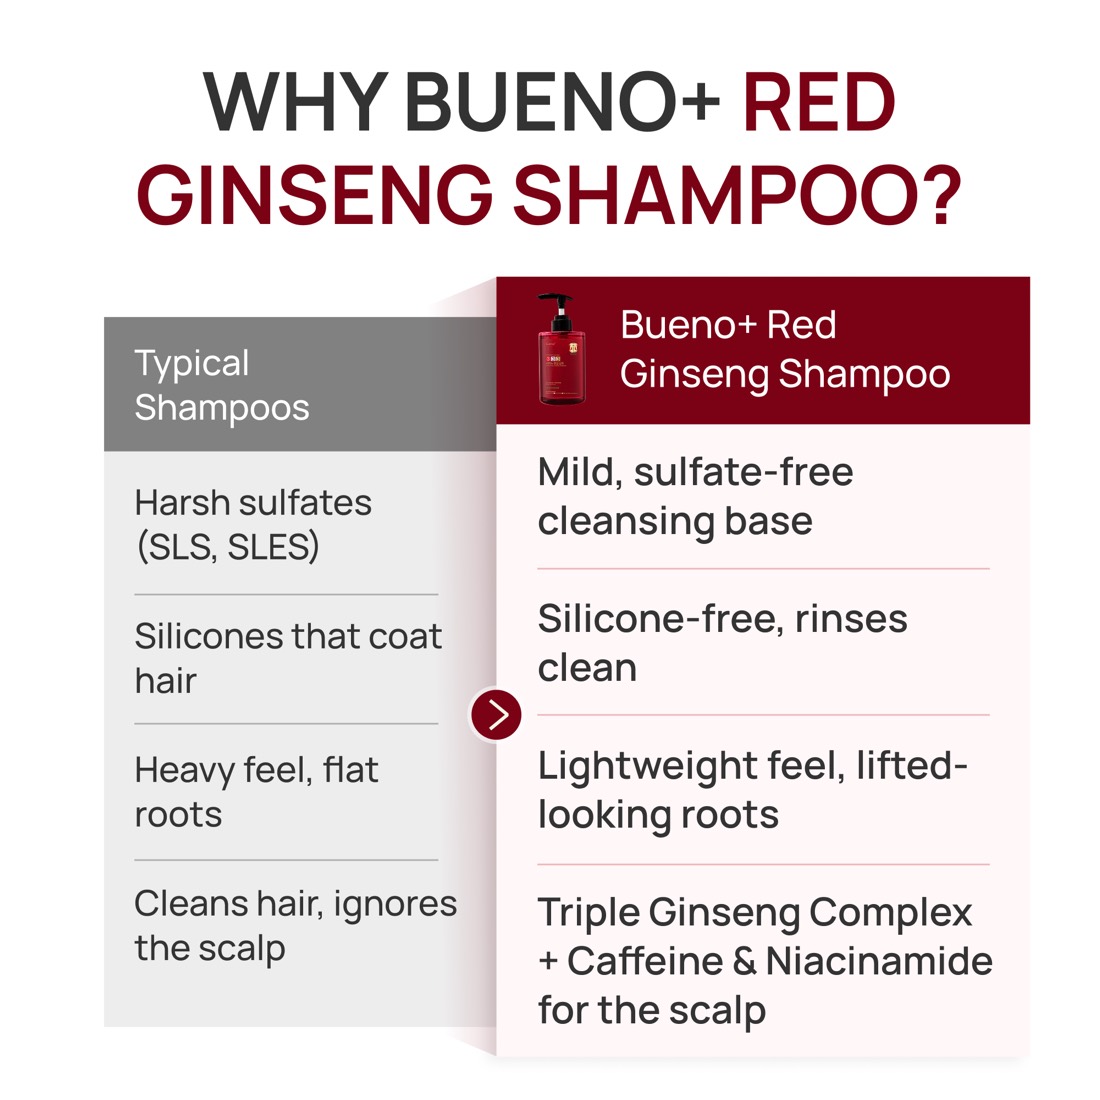 WHY BUENO+ RED
GINSENG SHAMPOO?
Typical
Shampoos
Harsh sulfates
(SLS, SLES)
Silicones that coat
hair
Heavy feel, flat
roots
Cleans hair, ignores
the scalp
Bueno+ Red
Ginseng Shampoo
Mild, sulfate-free
cleansing base
Silicone-free, rinses
clean
Lightweight feel, lifted-
looking roots
Triple Ginseng Complex
+ Caffeine & Niacinamide
for the scalp